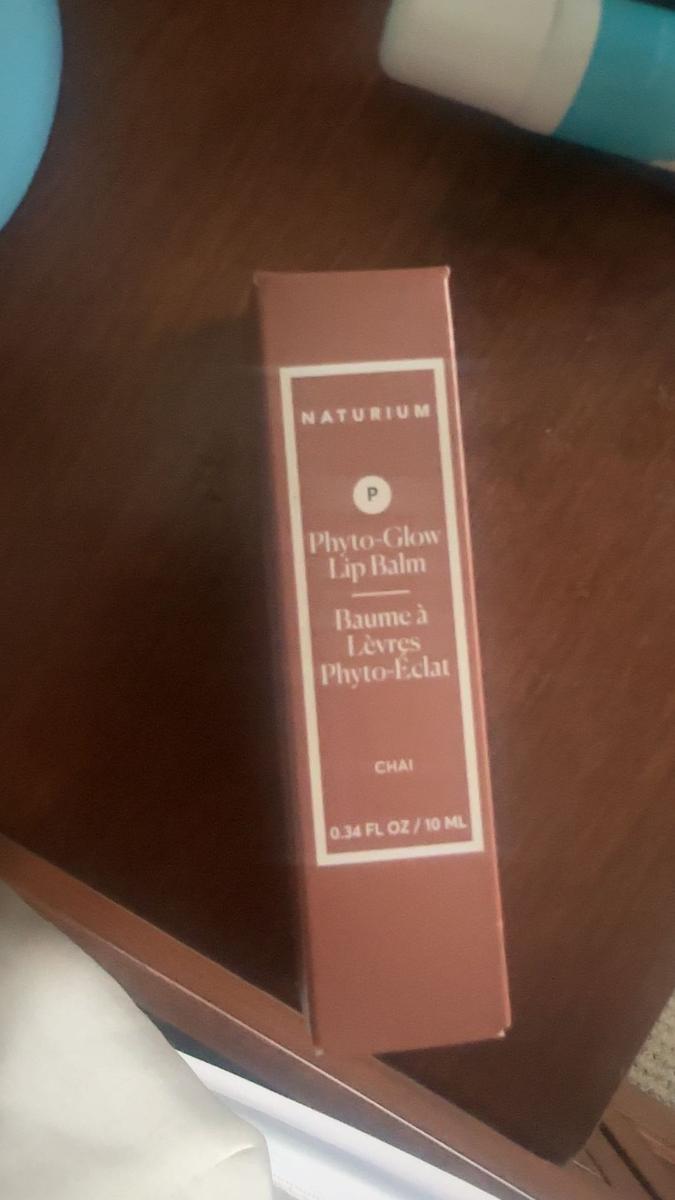 NATURIUM
P
Phyto-Glow
Lip Balm
Baume à
Lèvres
Phyto-Éclat
CHAI
0.34 FL OZ / 10 ML